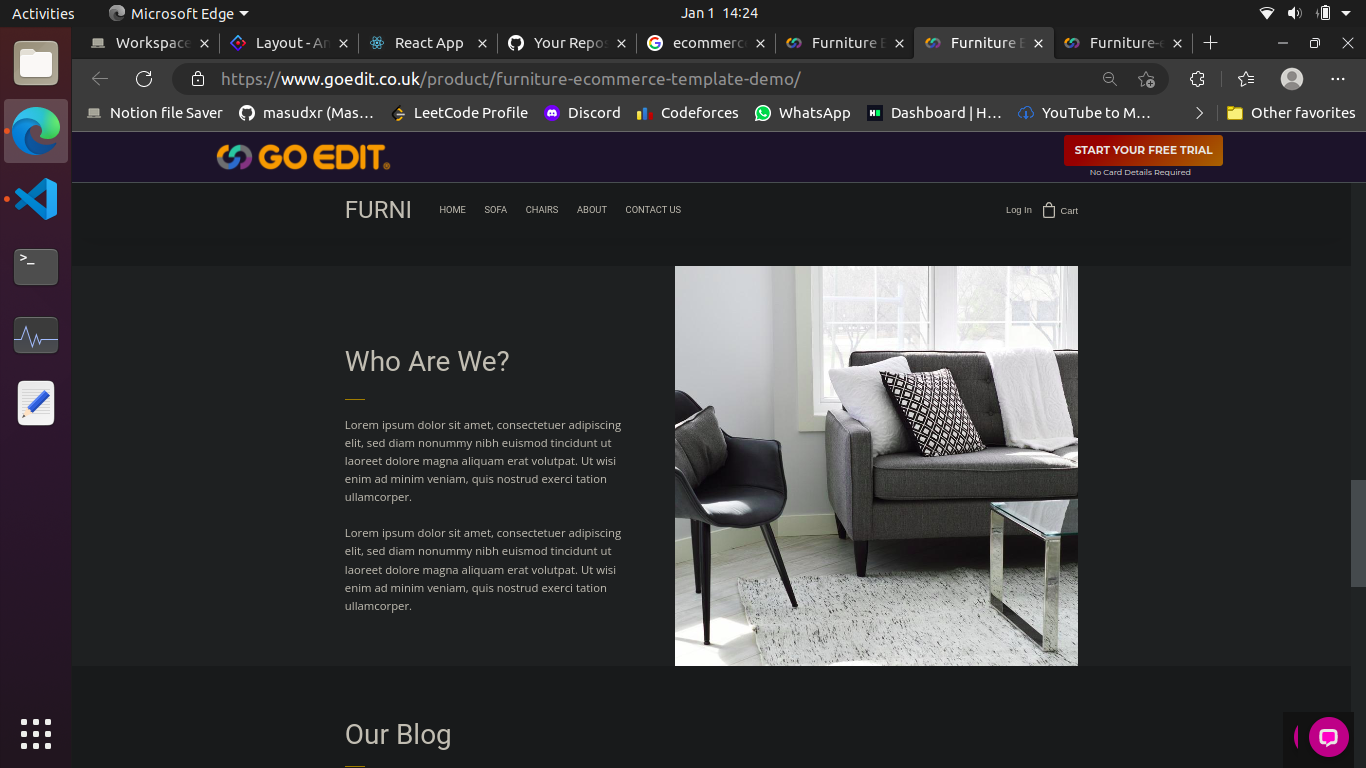 Activities
Microsoft Edge
Jan 1 14:24
Workspace
Layout - An
React App
Your Repos
ecommerc
Furniture E
Furniture E
Furniture-e
https://www.goedit.co.uk/product/furniture-ecommerce-template-demo/
Notion file Saver
masudxr (Mas...
LeetCode Profile
Discord
Codeforces
WhatsApp
Dashboard | H...
YouTube to M...
Other favorites
GO EDIT®
START YOUR FREE TRIAL
No Card Details Required
FURNI
HOME
SOFA
CHAIRS
ABOUT
CONTACT US
Log In
Cart
Who Are We?
Lorem ipsum dolor sit amet, consectetuer adipiscing
elit, sed diam nonummy nibh euismod tincidunt ut
laoreet dolore magna aliquam erat volutpat. Ut wisi
enim ad minim veniam, quis nostrud exerci tation
ullamcorper.
Lorem ipsum dolor sit amet, consectetuer adipiscing
elit, sed diam nonummy nibh euismod tincidunt ut
laoreet dolore magna aliquam erat volutpat. Ut wisi
enim ad minim veniam, quis nostrud exerci tation
ullamcorper.
Our Blog